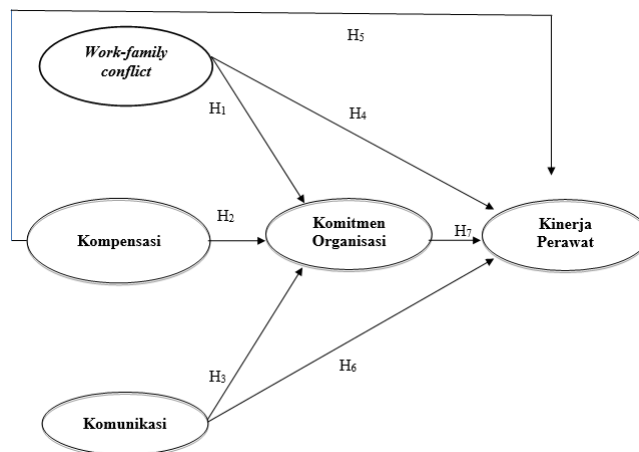 H5
Work-family
conflict
H4
H1
H2
Komitmen
Organisasi
Kinerja
Perawat
Kompensasi
H7
H3
H6
Komunikasi